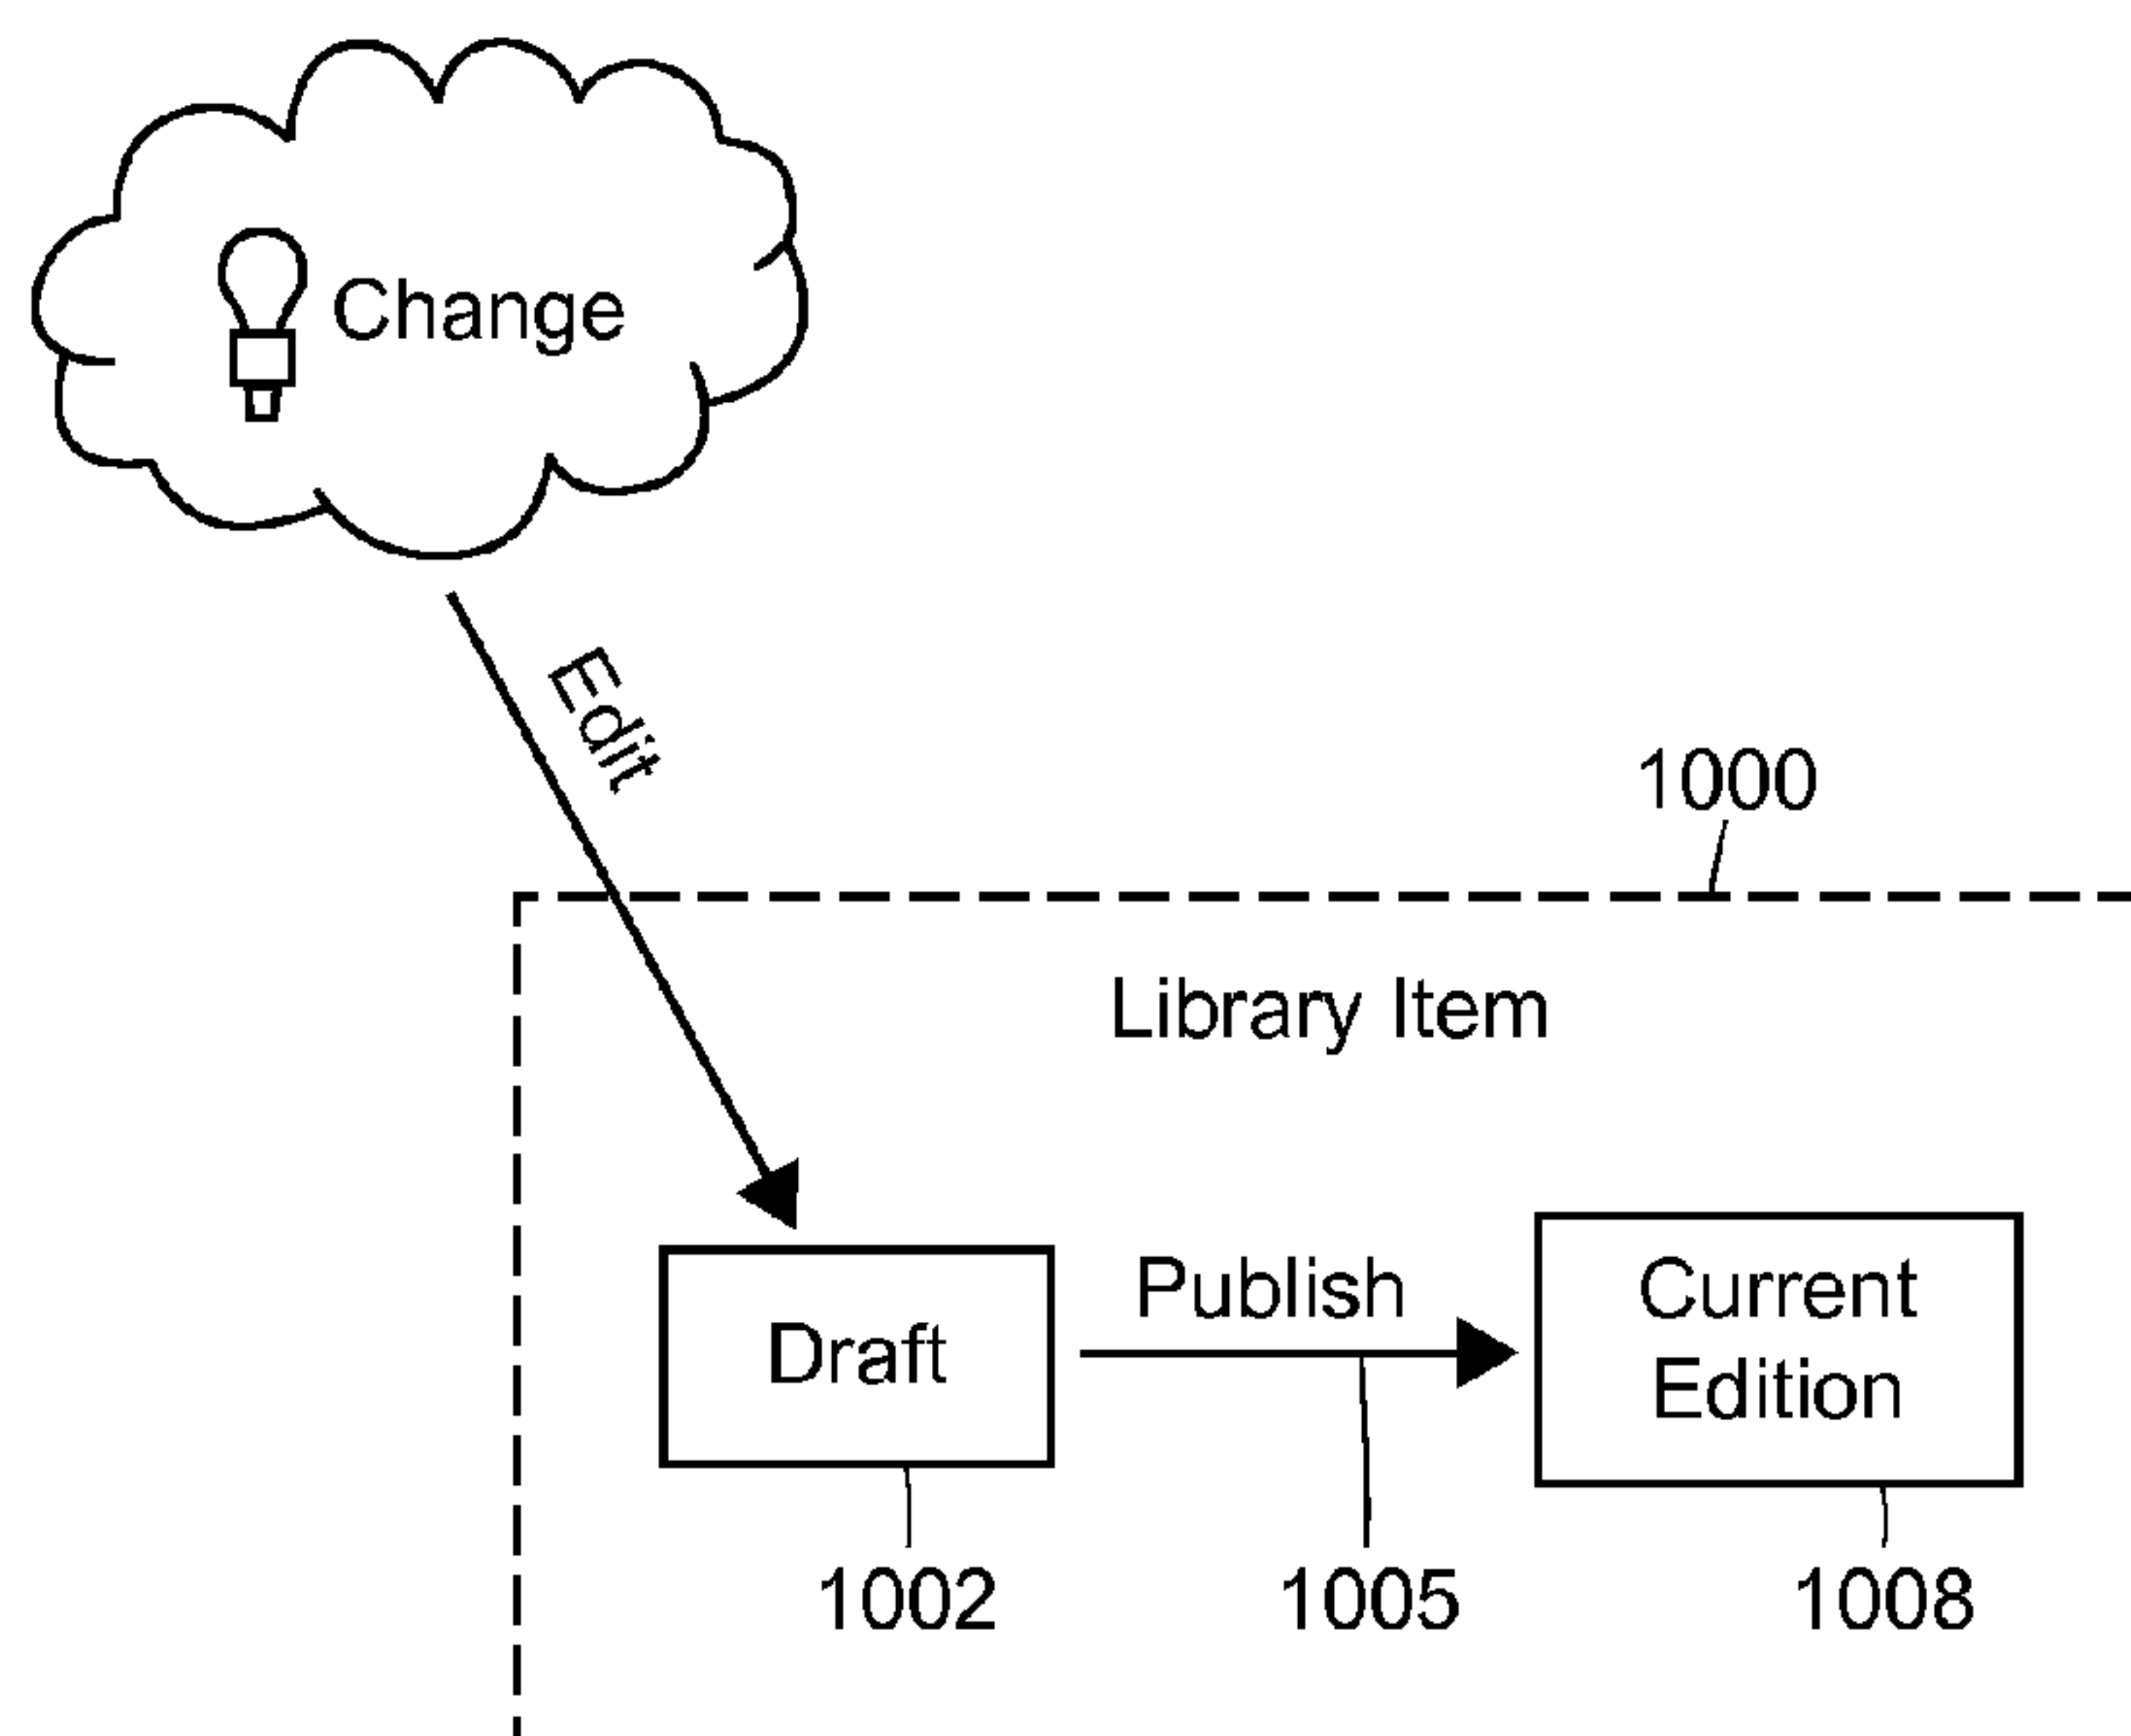 Change
Edit
1000
Library Item
Publish
Current
Edition
Draft
1002
1005
1008